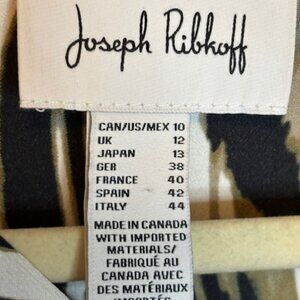 Joseph Ribkoff
CAN/US/MEX 10
UK 12
JAPAN 13
GER 38
FRANCE 40
SPAIN 42
ITALY 44
MADE IN CANADA
WITH IMPORTED
MATERIALS/
FABRIQUÉ AU
CANADA AVEC
DES MATÉRIAUX
IMPORTÉS